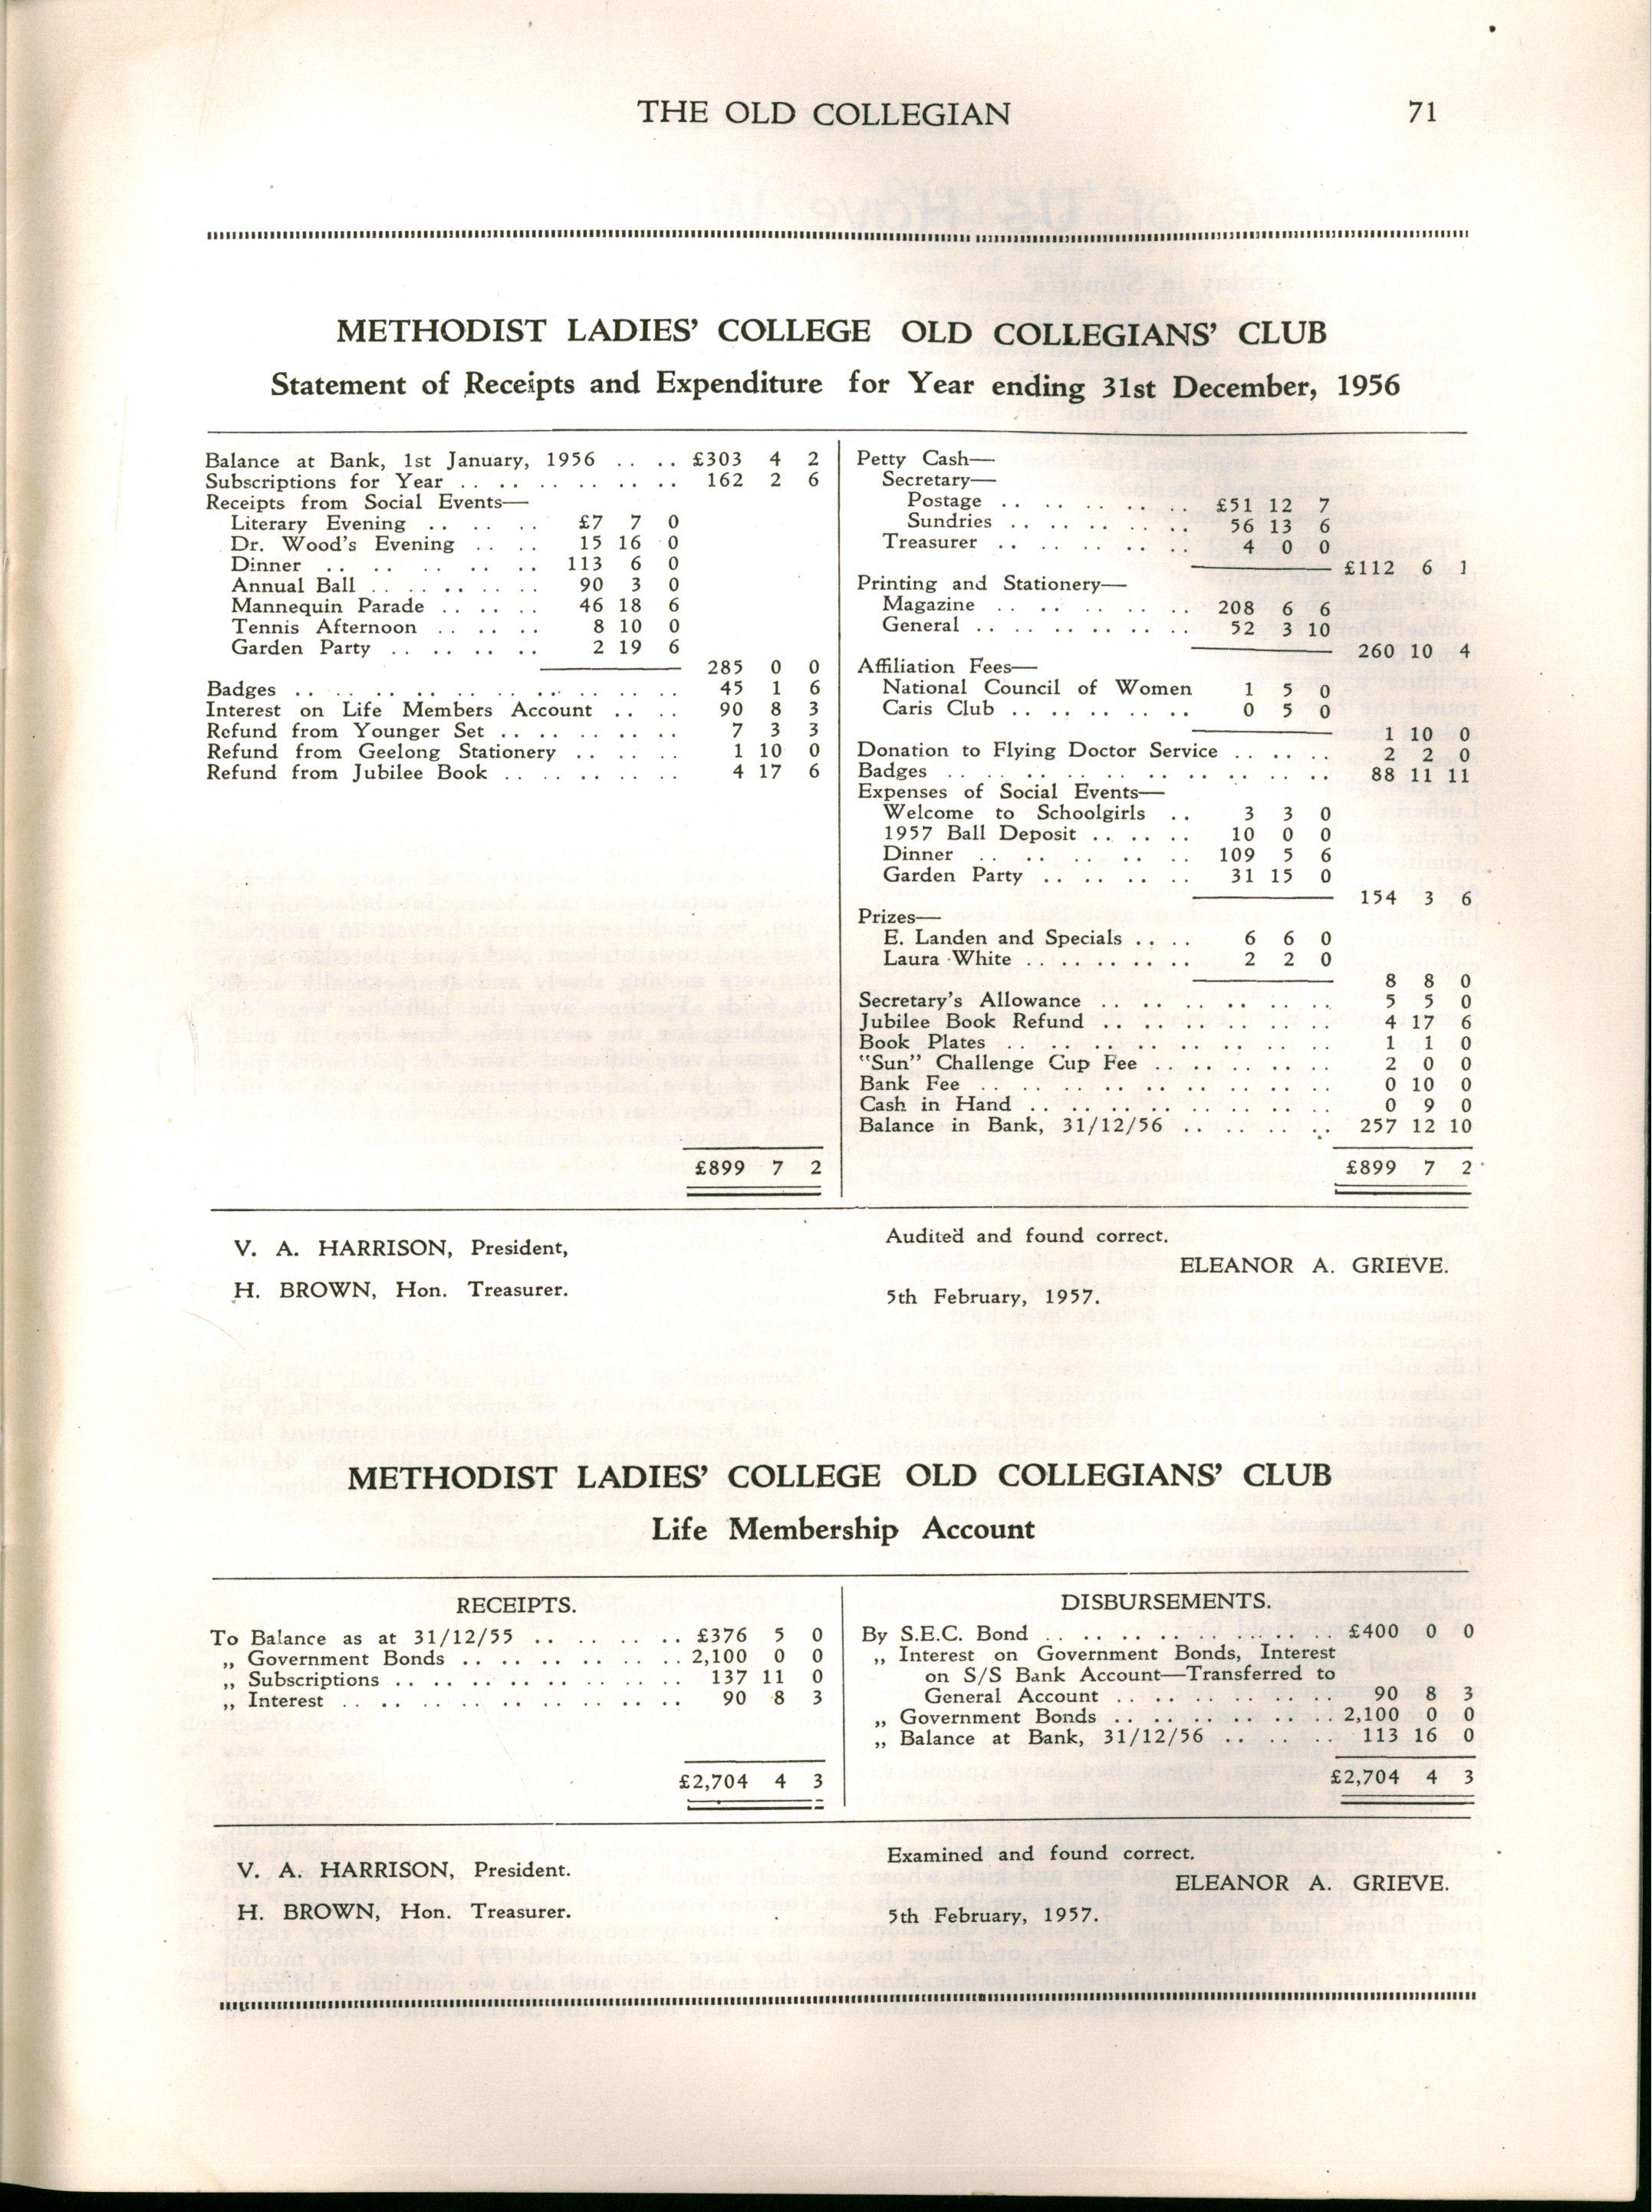 THE OLD COLLEGIAN 71
METHODIST LADIES' COLLEGE OLD COLLEGIANS' CLUB
Statement of Receipts and Expenditure for Year ending 31st December, 1956
Balance at Bank, 1st January, 1956 .. .. £303 4 2
Subscriptions for Year .. .. .. .. .. .. 162 2 6
Receipts from Social Events—
Literary Evening .. .. .. £7 7 0
Dr. Wood's Evening .. .. 15 16 0
Dinner .. .. .. .. .. 113 6 0
Annual Ball .. .. .. .. .. 90 3 0
Mannequin Parade .. .. .. 46 18 6
Tennis Afternoon .. .. .. 8 10 0
Garden Party .. .. .. .. 2 19 6
285 0 0
Badges .. .. .. .. .. .. .. .. .. .. 45 1 6
Interest on Life Members Account .. .. 90 8 3
Refund from Younger Set .. .. .. .. .. 7 3 3
Refund from Geelong Stationery .. .. .. 1 10 0
Refund from Jubilee Book .. .. .. .. .. 4 17 6
£899 7 2
Petty Cash—
Secretary—
Postage .. .. .. .. .. £51 12 7
Sundries .. .. .. .. .. 56 13 6
Treasurer .. .. .. .. .. 4 0 0
£112 6 1
Printing and Stationery—
Magazine .. .. .. .. .. 208 6 6
General .. .. .. .. .. .. 52 3 10
260 10 4
Affiliation Fees—
National Council of Women 1 5 0
Caris Club .. .. .. .. .. 0 5 0
1 10 0
Donation to Flying Doctor Service .. .. .. 2 2 0
Badges .. .. .. .. .. .. .. .. .. .. 88 11 11
Expenses of Social Events—
Welcome to Schoolgirls .. 3 3 0
1957 Ball Deposit .. .. .. 10 0 0
Dinner .. .. .. .. .. 109 5 6
Garden Party .. .. .. .. 31 15 0
154 3 6
Prizes—
E. Landen and Specials .. .. 6 6 0
Laura White .. .. .. .. .. 2 2 0
8 8 0
Secretary's Allowance .. .. .. .. .. .. 5 5 0
Jubilee Book Refund .. .. .. .. .. .. 4 17 6
Book Plates .. .. .. .. .. .. .. .. 1 1 0
"Sun" Challenge Cup Fee .. .. .. .. .. 2 0 0
Bank Fee .. .. .. .. .. .. .. .. .. 0 10 0
Cash in Hand .. .. .. .. .. .. .. .. 0 9 0
Balance in Bank, 31/12/56 .. .. .. .. 257 12 10
£899 7 2
V. A. HARRISON, President,
H. BROWN, Hon. Treasurer.
Audited and found correct.
ELEANOR A. GRIEVE.
5th February, 1957.
METHODIST LADIES' COLLEGE OLD COLLEGIANS' CLUB
Life Membership Account
RECEIPTS.
To Balance as at 31/12/55 .. .. .. .. £376 5 0
„ Government Bonds .. .. .. .. .. .. 2,100 0 0
„ Subscriptions .. .. .. .. .. .. .. 137 11 0
„ Interest .. .. .. .. .. .. .. .. .. 90 8 3
£2,704 4 3
DISBURSEMENTS.
By S.E.C. Bond .. .. .. .. .. .. .. .. £400 0 0
„ Interest on Government Bonds, Interest
on S/S Bank Account—Transferred to
General Account .. .. .. .. .. .. 90 8 3
„ Government Bonds .. .. .. .. .. .. 2,100 0 0
„ Balance at Bank, 31/12/56 .. .. .. 113 16 0
£2,704 4 3
V. A. HARRISON, President.
H. BROWN, Hon. Treasurer.
Examined and found correct.
ELEANOR A. GRIEVE.
5th February, 1957.